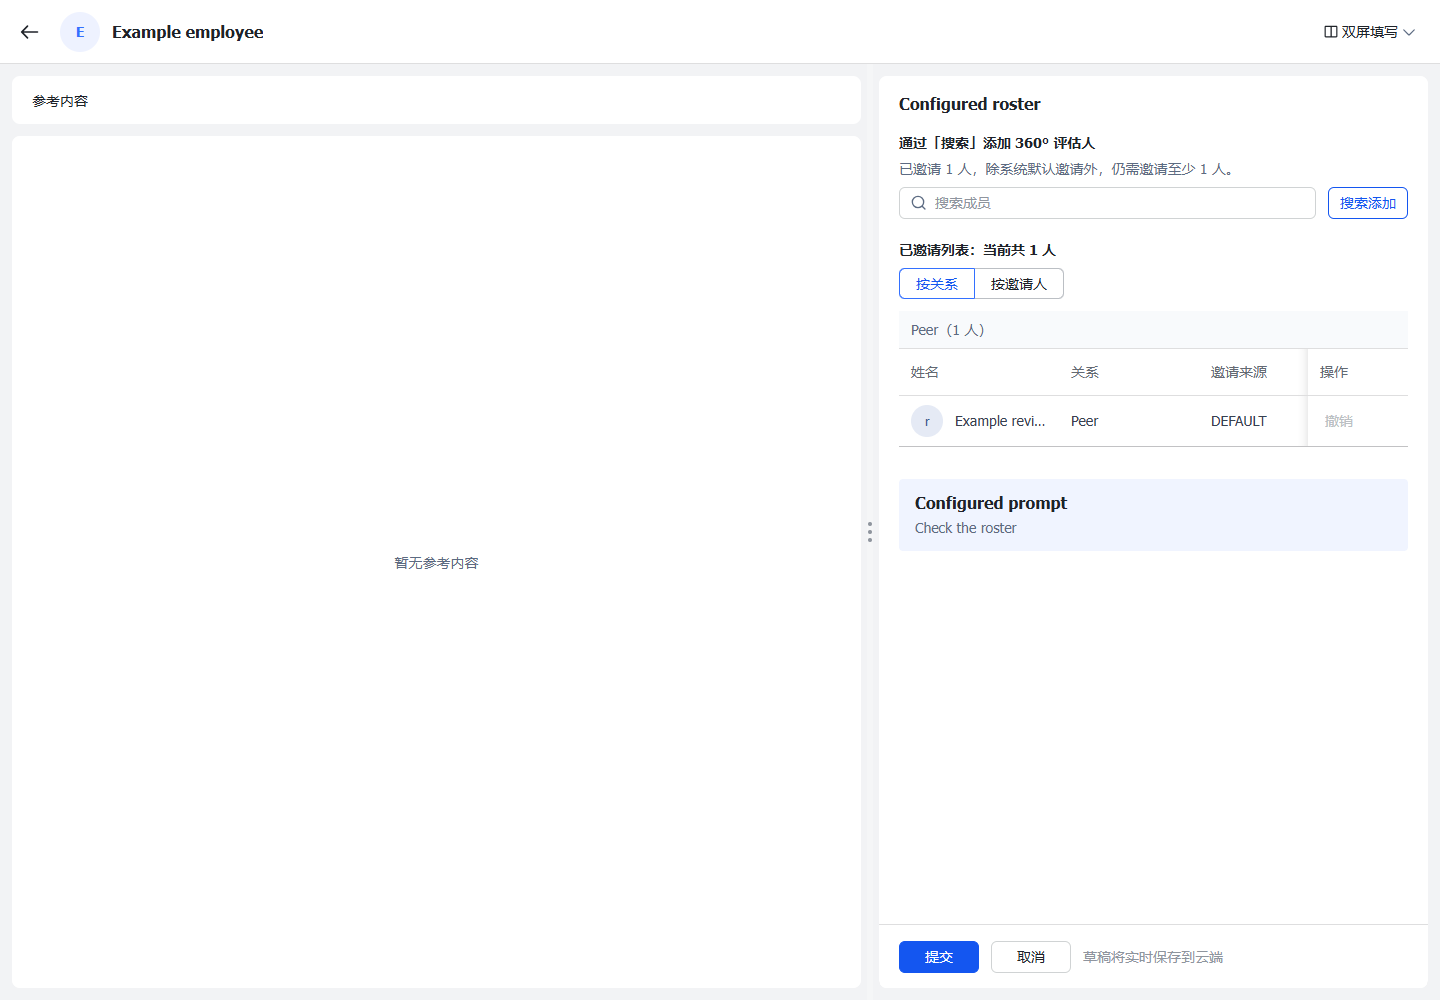 E
Example employee
双屏填写
参考内容
暂无参考内容
Configured roster
通过「搜索」添加 360° 评估人
已邀请 1 人，除系统默认邀请外，仍需邀请至少 1 人。
搜索成员
搜索添加
已邀请列表：当前共 1 人
按关系
按邀请人
Peer（1 人）
姓名 关系 邀请来源 操作
r Example revi... Peer DEFAULT 撤销
Configured prompt
Check the roster
提交
取消
草稿将实时保存到云端